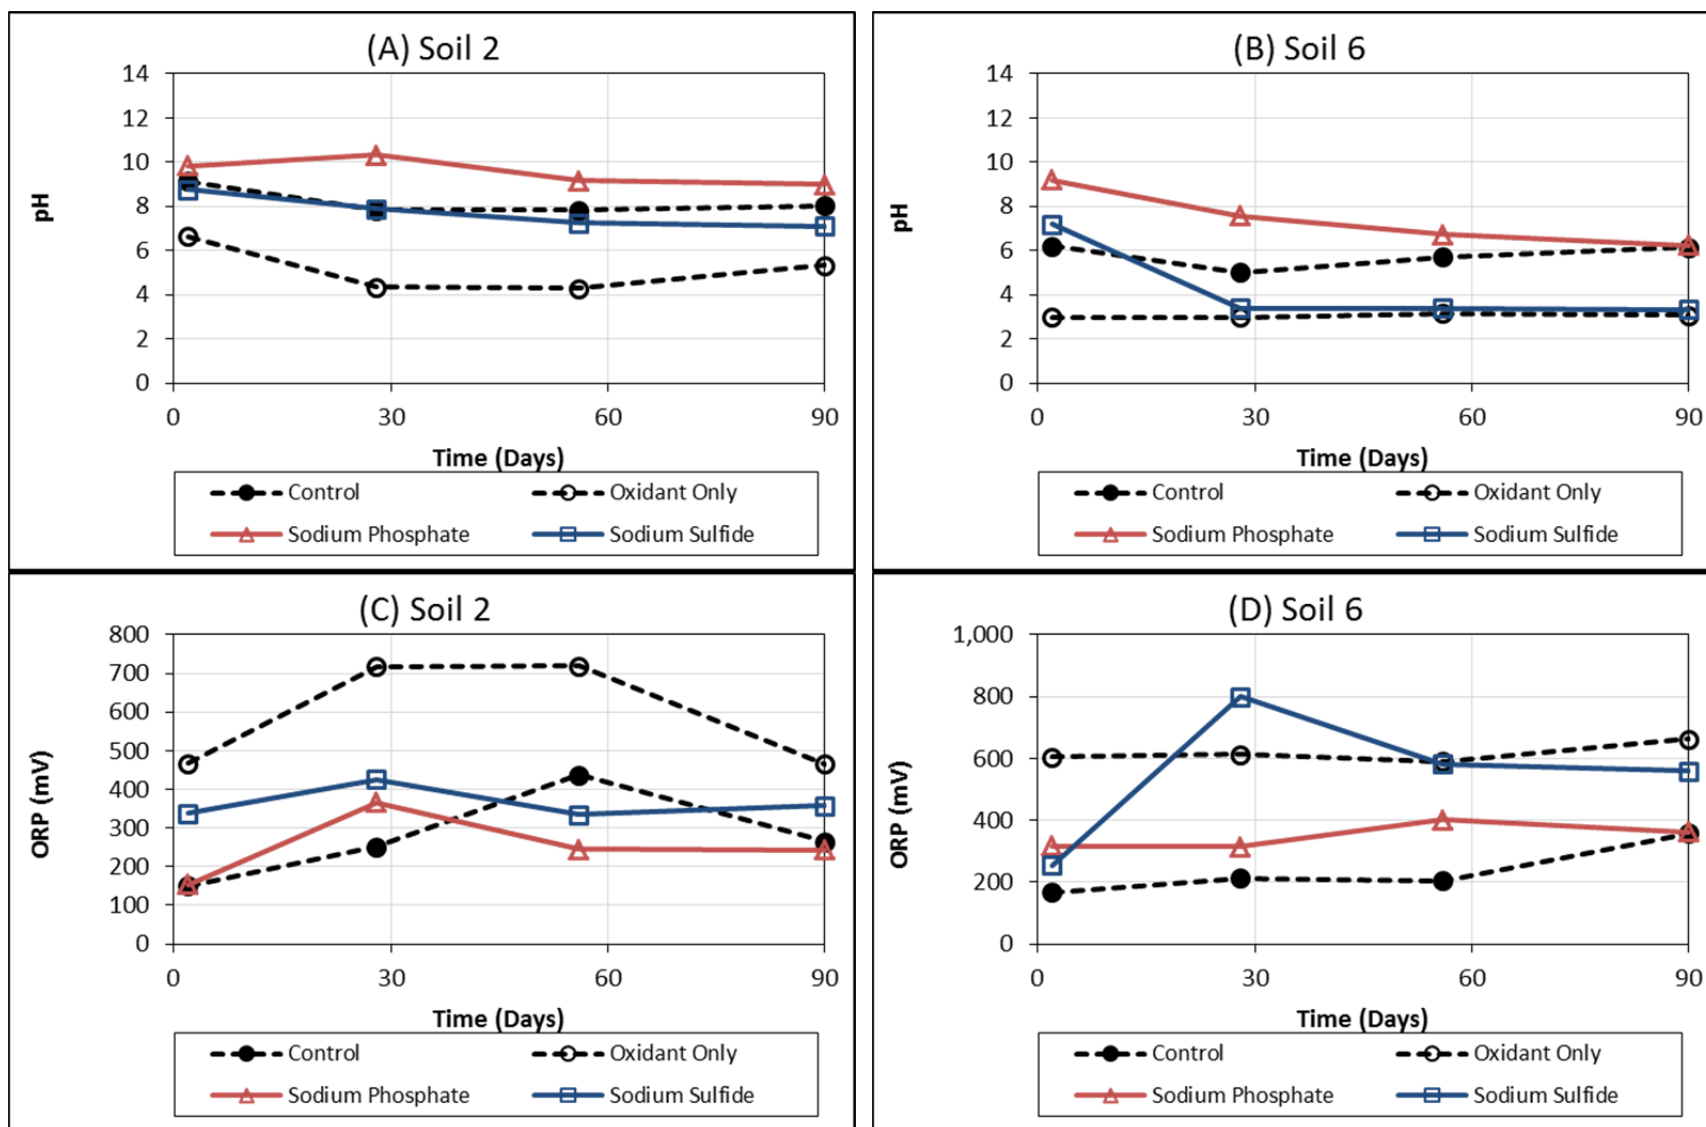 (A) Soil 2
14
12
10
8
6
4
2
0
pH
0 30 60 90
Time (Days)
Control Oxidant Only
Sodium Phosphate Sodium Sulfide
(B) Soil 6
14
12
10
8
6
4
2
0
pH
0 30 60 90
Time (Days)
Control Oxidant Only
Sodium Phosphate Sodium Sulfide
(C) Soil 2
800
700
600
500
400
300
200
100
0
ORP (mV)
0 30 60 90
Time (Days)
Control Oxidant Only
Sodium Phosphate Sodium Sulfide
(D) Soil 6
1,000
800
600
400
200
0
ORP (mV)
0 30 60 90
Time (Days)
Control Oxidant Only
Sodium Phosphate Sodium Sulfide